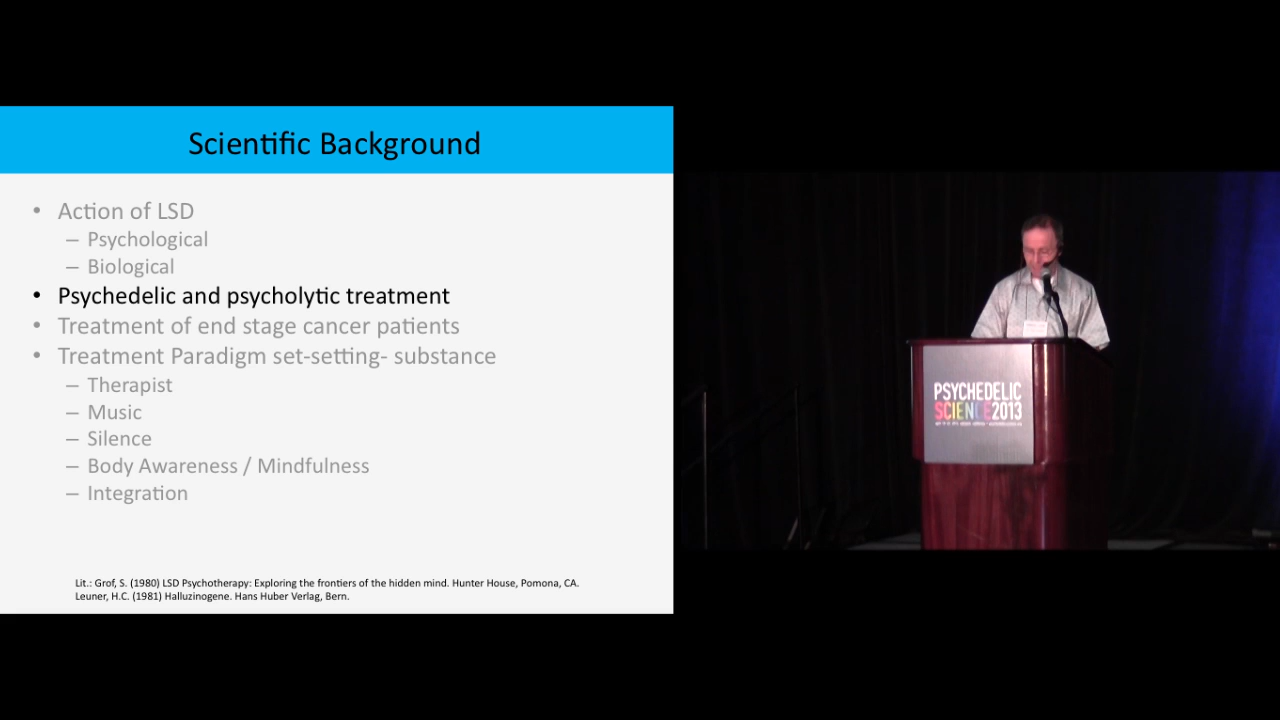 Scientific Background
• Action of LSD
– Psychological
– Biological
• Psychedelic and psycholytic treatment
• Treatment of end stage cancer patients
• Treatment Paradigm set-setting- substance
– Therapist
– Music
– Silence
– Body Awareness / Mindfulness
– Integration
Lit.: Grof, S. (1980) LSD Psychotherapy: Exploring the frontiers of the hidden mind. Hunter House, Pomona, CA.
Leuner, H.C. (1981) Halluzinogene. Hans Huber Verlag, Bern.
PSYCHEDELIC
SCIENCE2013